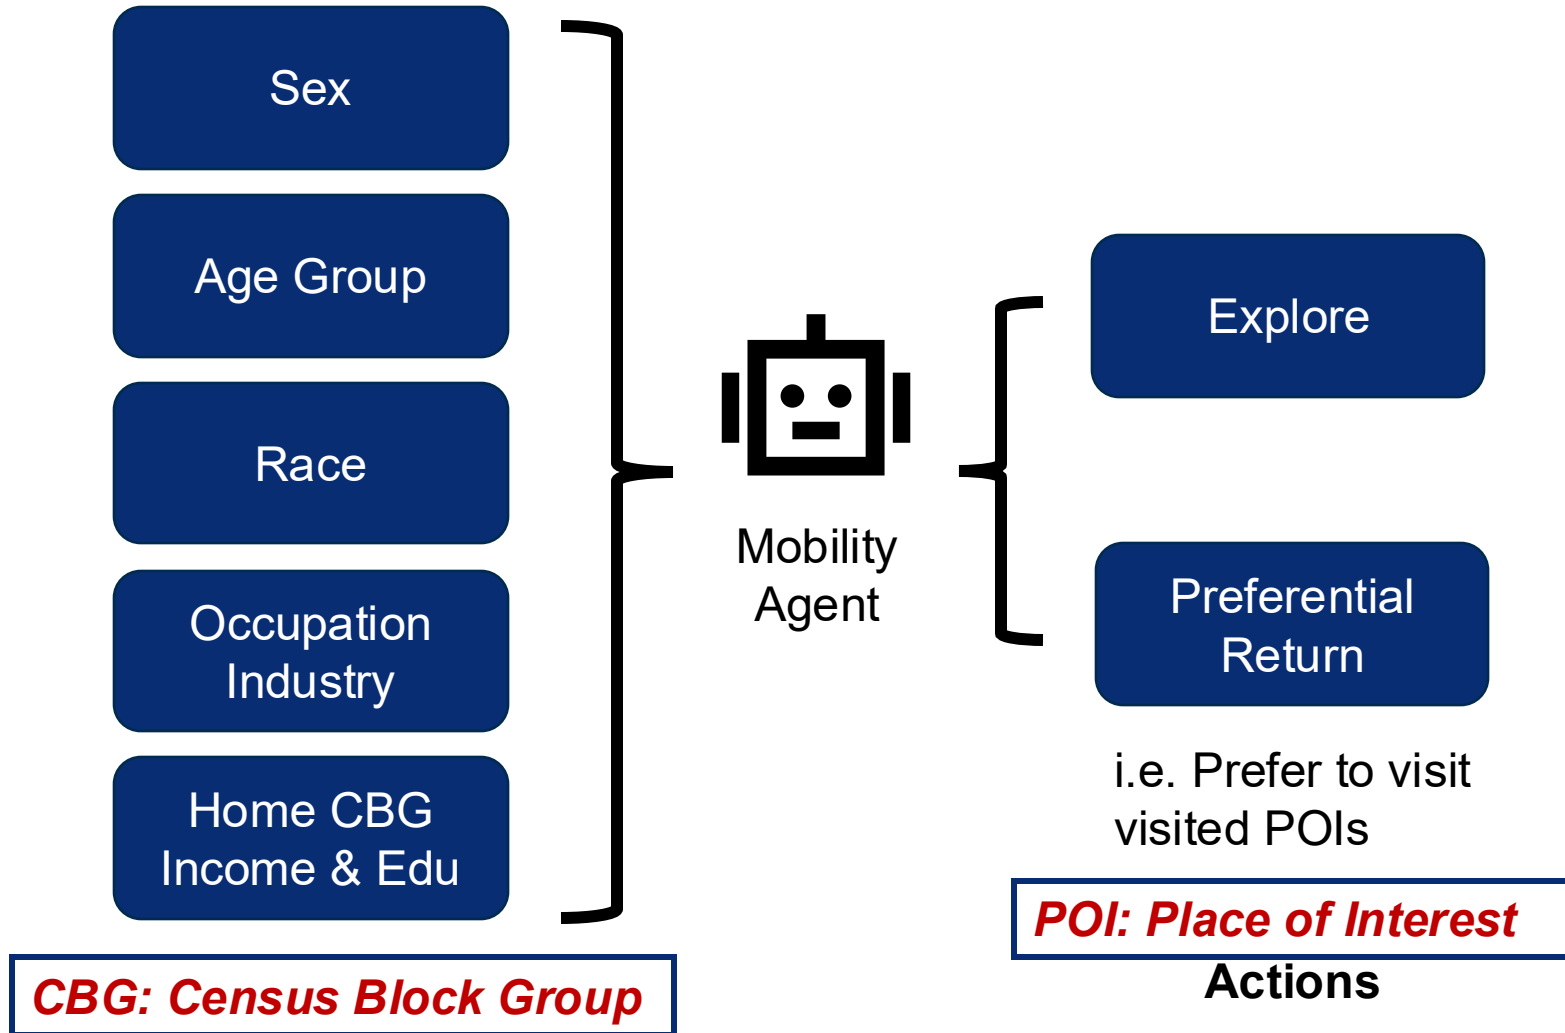 Sex
Age Group
Race
Occupation
Industry
Home CBG
Income & Edu
CBG: Census Block Group
Mobility
Agent
Explore
Preferential
Return
i.e. Prefer to visit
visited POIs
POI: Place of Interest
Actions